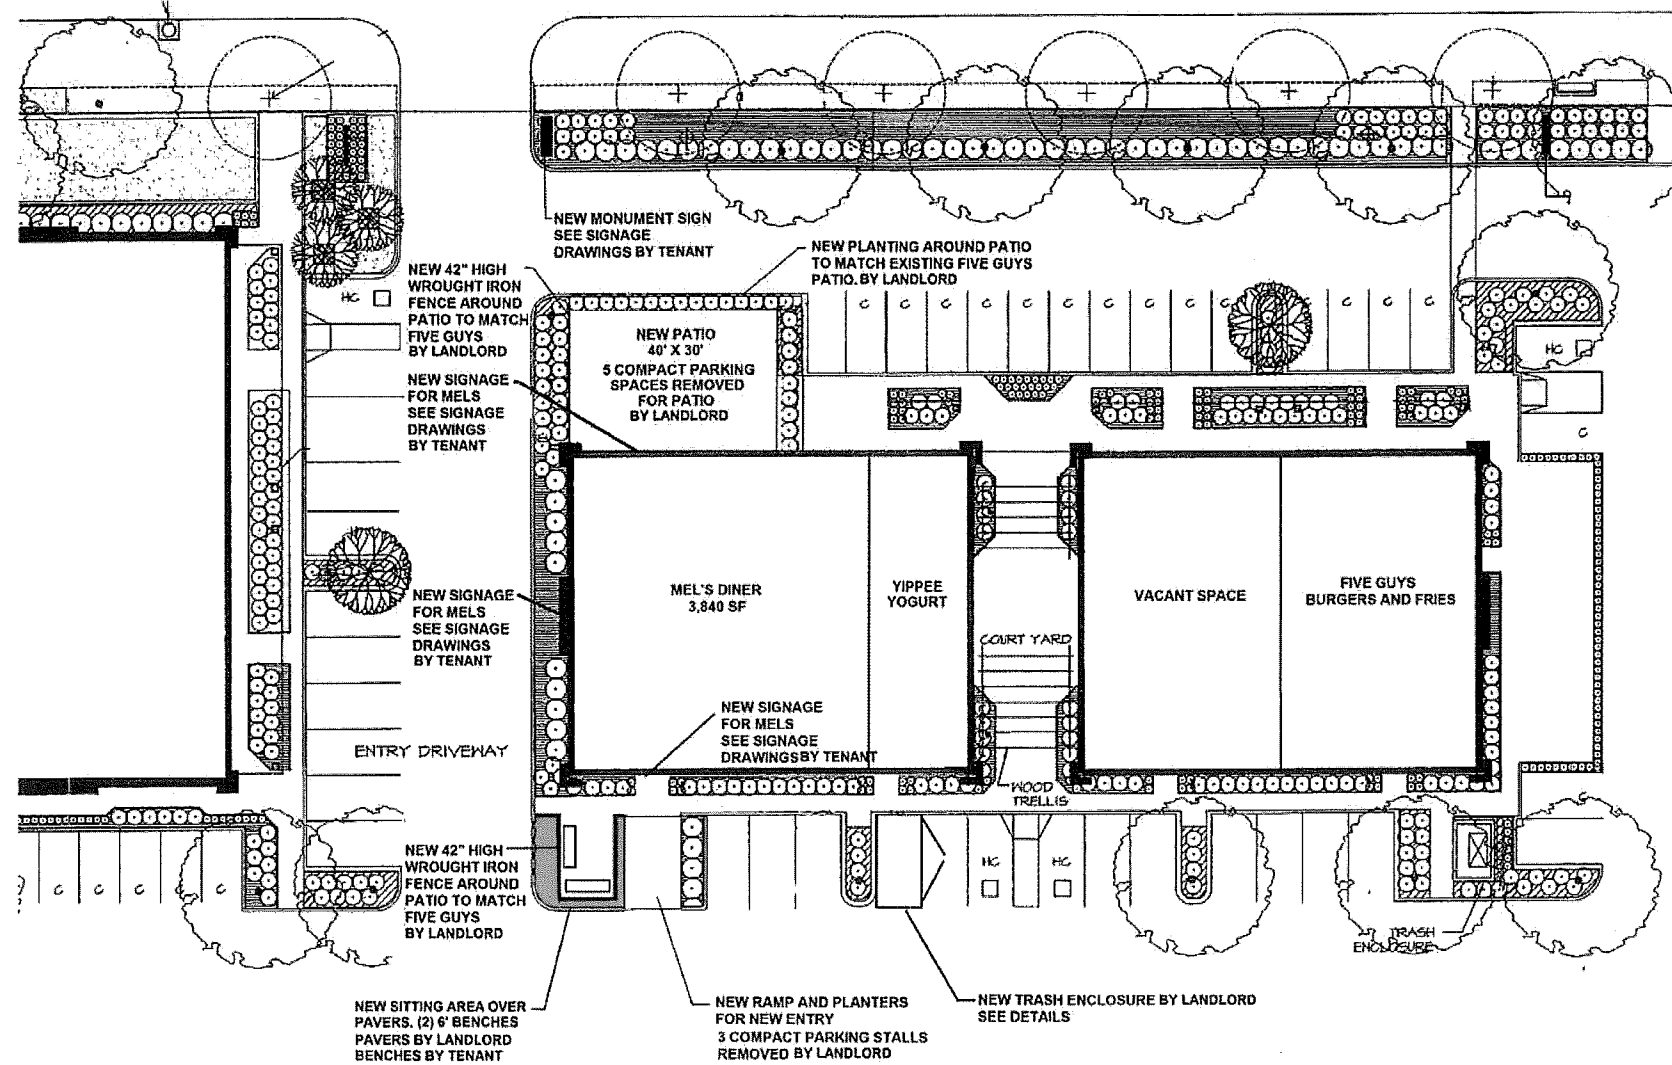 NEW MONUMENT SIGN
SEE SIGNAGE
DRAWINGS BY TENANT
NEW PLANTING AROUND PATIO
TO MATCH EXISTING FIVE GUYS
PATIO. BY LANDLORD
NEW 42" HIGH
WROUGHT IRON
FENCE AROUND
PATIO TO MATCH
FIVE GUYS
BY LANDLORD
HC
C
C
C
C
C
C
C
C
NEW PATIO
40' X 30'
5 COMPACT PARKING
SPACES REMOVED
FOR PATIO
BY LANDLORD
HC
C
NEW SIGNAGE
FOR MELS
SEE SIGNAGE
DRAWINGS
BY TENANT
NEW SIGNAGE
FOR MELS
SEE SIGNAGE
DRAWINGS
BY TENANT
MEL'S DINER
3,840 SF
YIPPEE
YOGURT
VACANT SPACE
FIVE GUYS
BURGERS AND FRIES
COURT YARD
NEW SIGNAGE
FOR MELS
SEE SIGNAGE
DRAWINGS BY TENANT
ENTRY DRIVEWAY
WOOD
TRELLIS
NEW 42" HIGH
WROUGHT IRON
FENCE AROUND
PATIO TO MATCH
FIVE GUYS
BY LANDLORD
C
C
C
C
C
HC
HC
TRASH
ENCLOSURE
NEW SITTING AREA OVER
PAVERS. (2) 6' BENCHES
PAVERS BY LANDLORD
BENCHES BY TENANT
NEW RAMP AND PLANTERS
FOR NEW ENTRY
3 COMPACT PARKING STALLS
REMOVED BY LANDLORD
NEW TRASH ENCLOSURE BY LANDLORD
SEE DETAILS